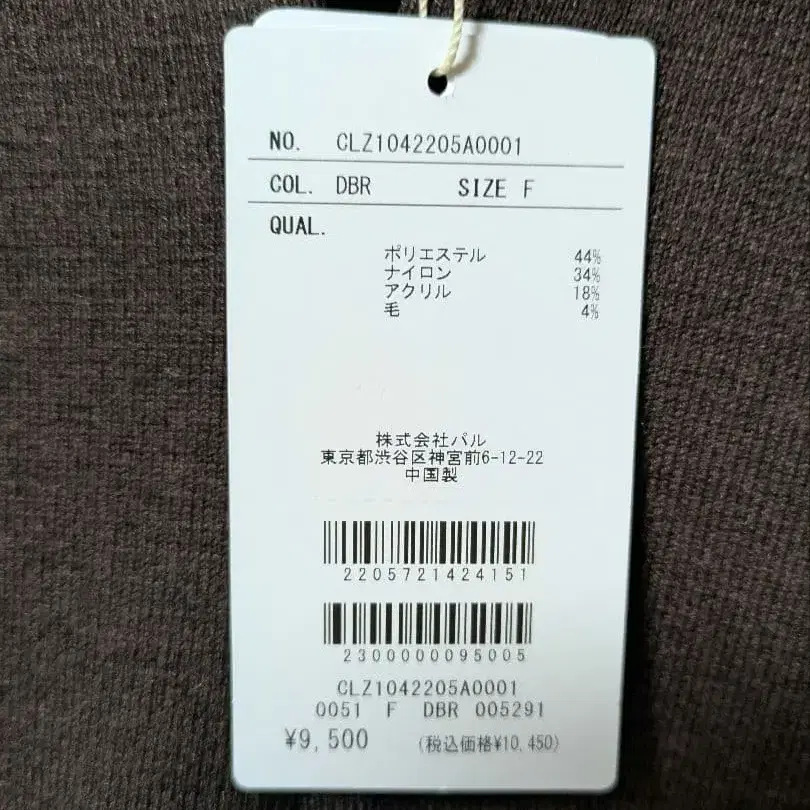 NO. CLZ1042205A0001
COL. DBR SIZE F
QUAL.
ポリエステル 44%
ナイロン 34%
アクリル 18%
毛 4%
株式会社パル
東京都渋谷区神宮前6-12-22
中国製
2205721424151
2300000095005
CLZ1042205A0001
0051 F DBR 005291
¥9,500 (税込価格¥10,450)